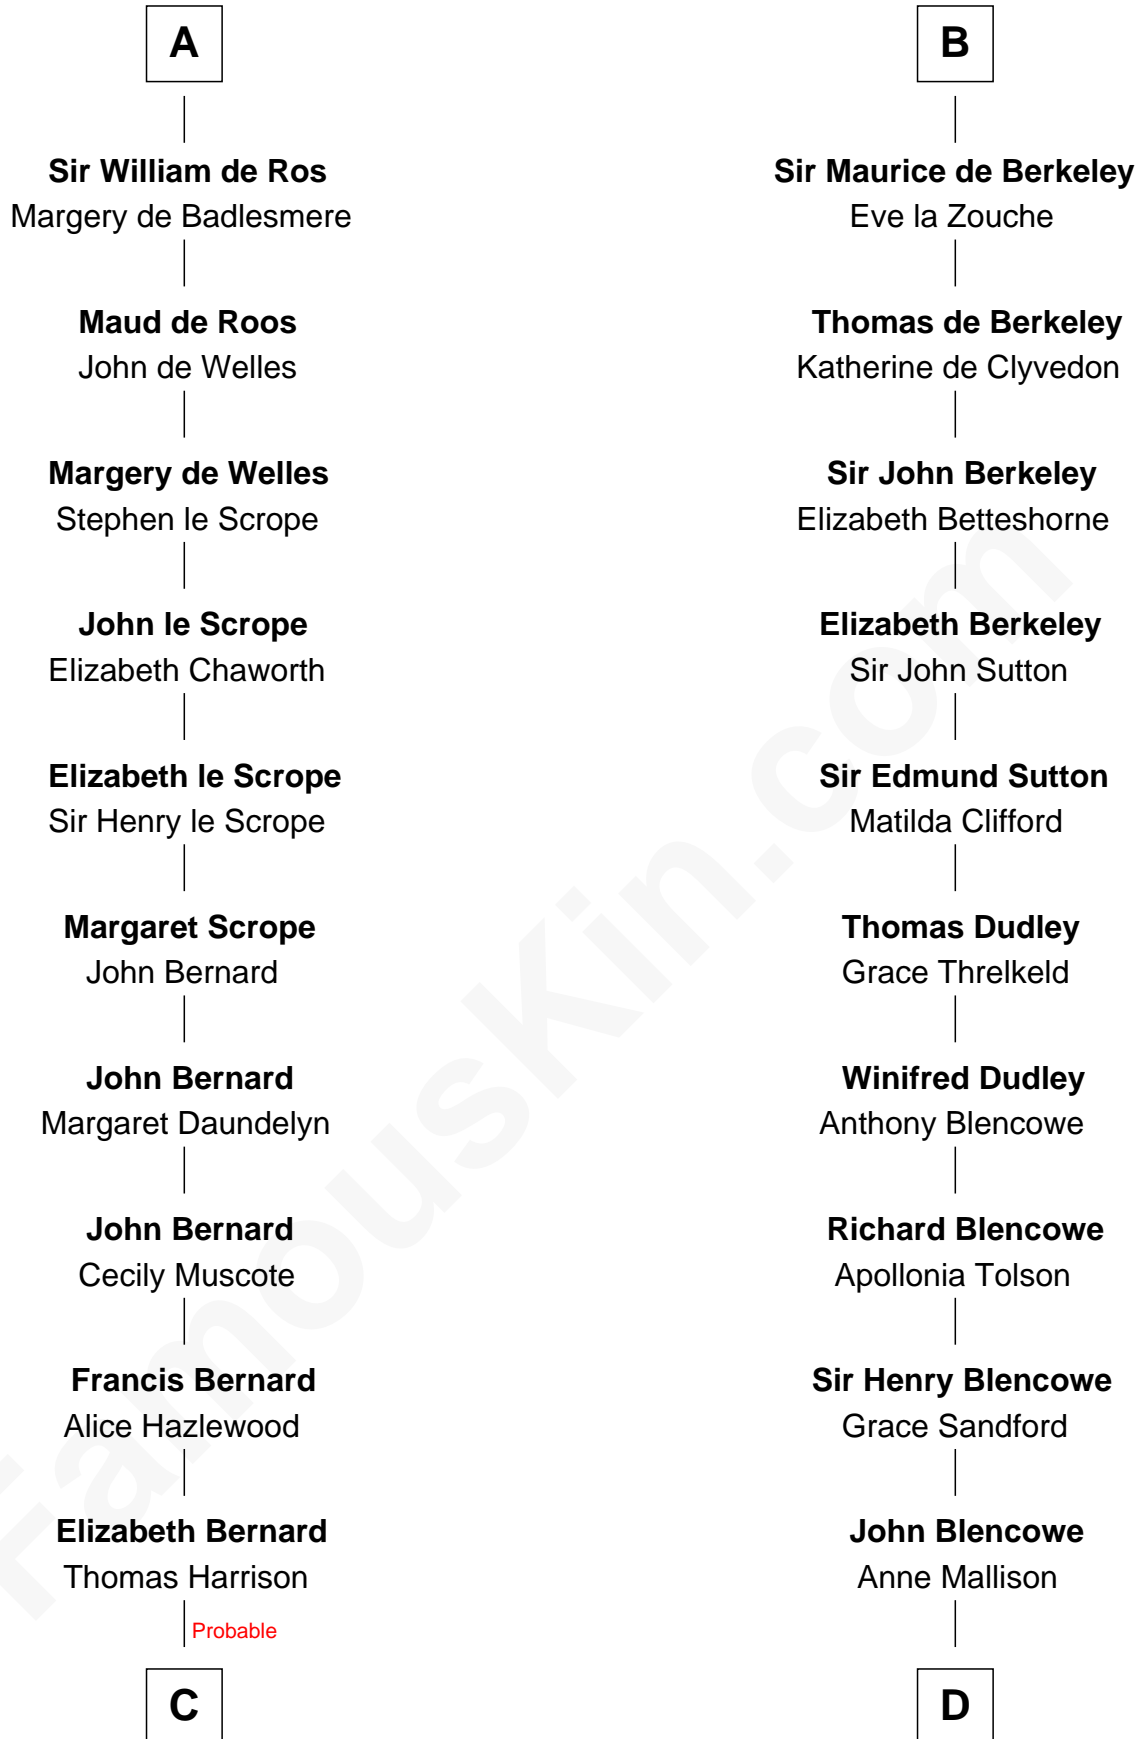 A
Sir William de Ros
Margery de Badlesmere
Maud de Roos
John de Welles
Margery de Welles
Stephen le Scrope
John le Scrope
Elizabeth Chaworth
Elizabeth le Scrope
Sir Henry le Scrope
Margaret Scrope
John Bernard
John Bernard
Margaret Daundelyn
John Bernard
Cecily Muscote
Francis Bernard
Alice Hazlewood
Elizabeth Bernard
Thomas Harrison
Probable
C
B
Sir Maurice de Berkeley
Eve la Zouche
Thomas de Berkeley
Katherine de Clyvedon
Sir John Berkeley
Elizabeth Betteshorne
Elizabeth Berkeley
Sir John Sutton
Sir Edmund Sutton
Matilda Clifford
Thomas Dudley
Grace Threlkeld
Winifred Dudley
Anthony Blencowe
Richard Blencowe
Apollonia Tolson
Sir Henry Blencowe
Grace Sandford
John Blencowe
Anne Mallison
D
FamousKin.com